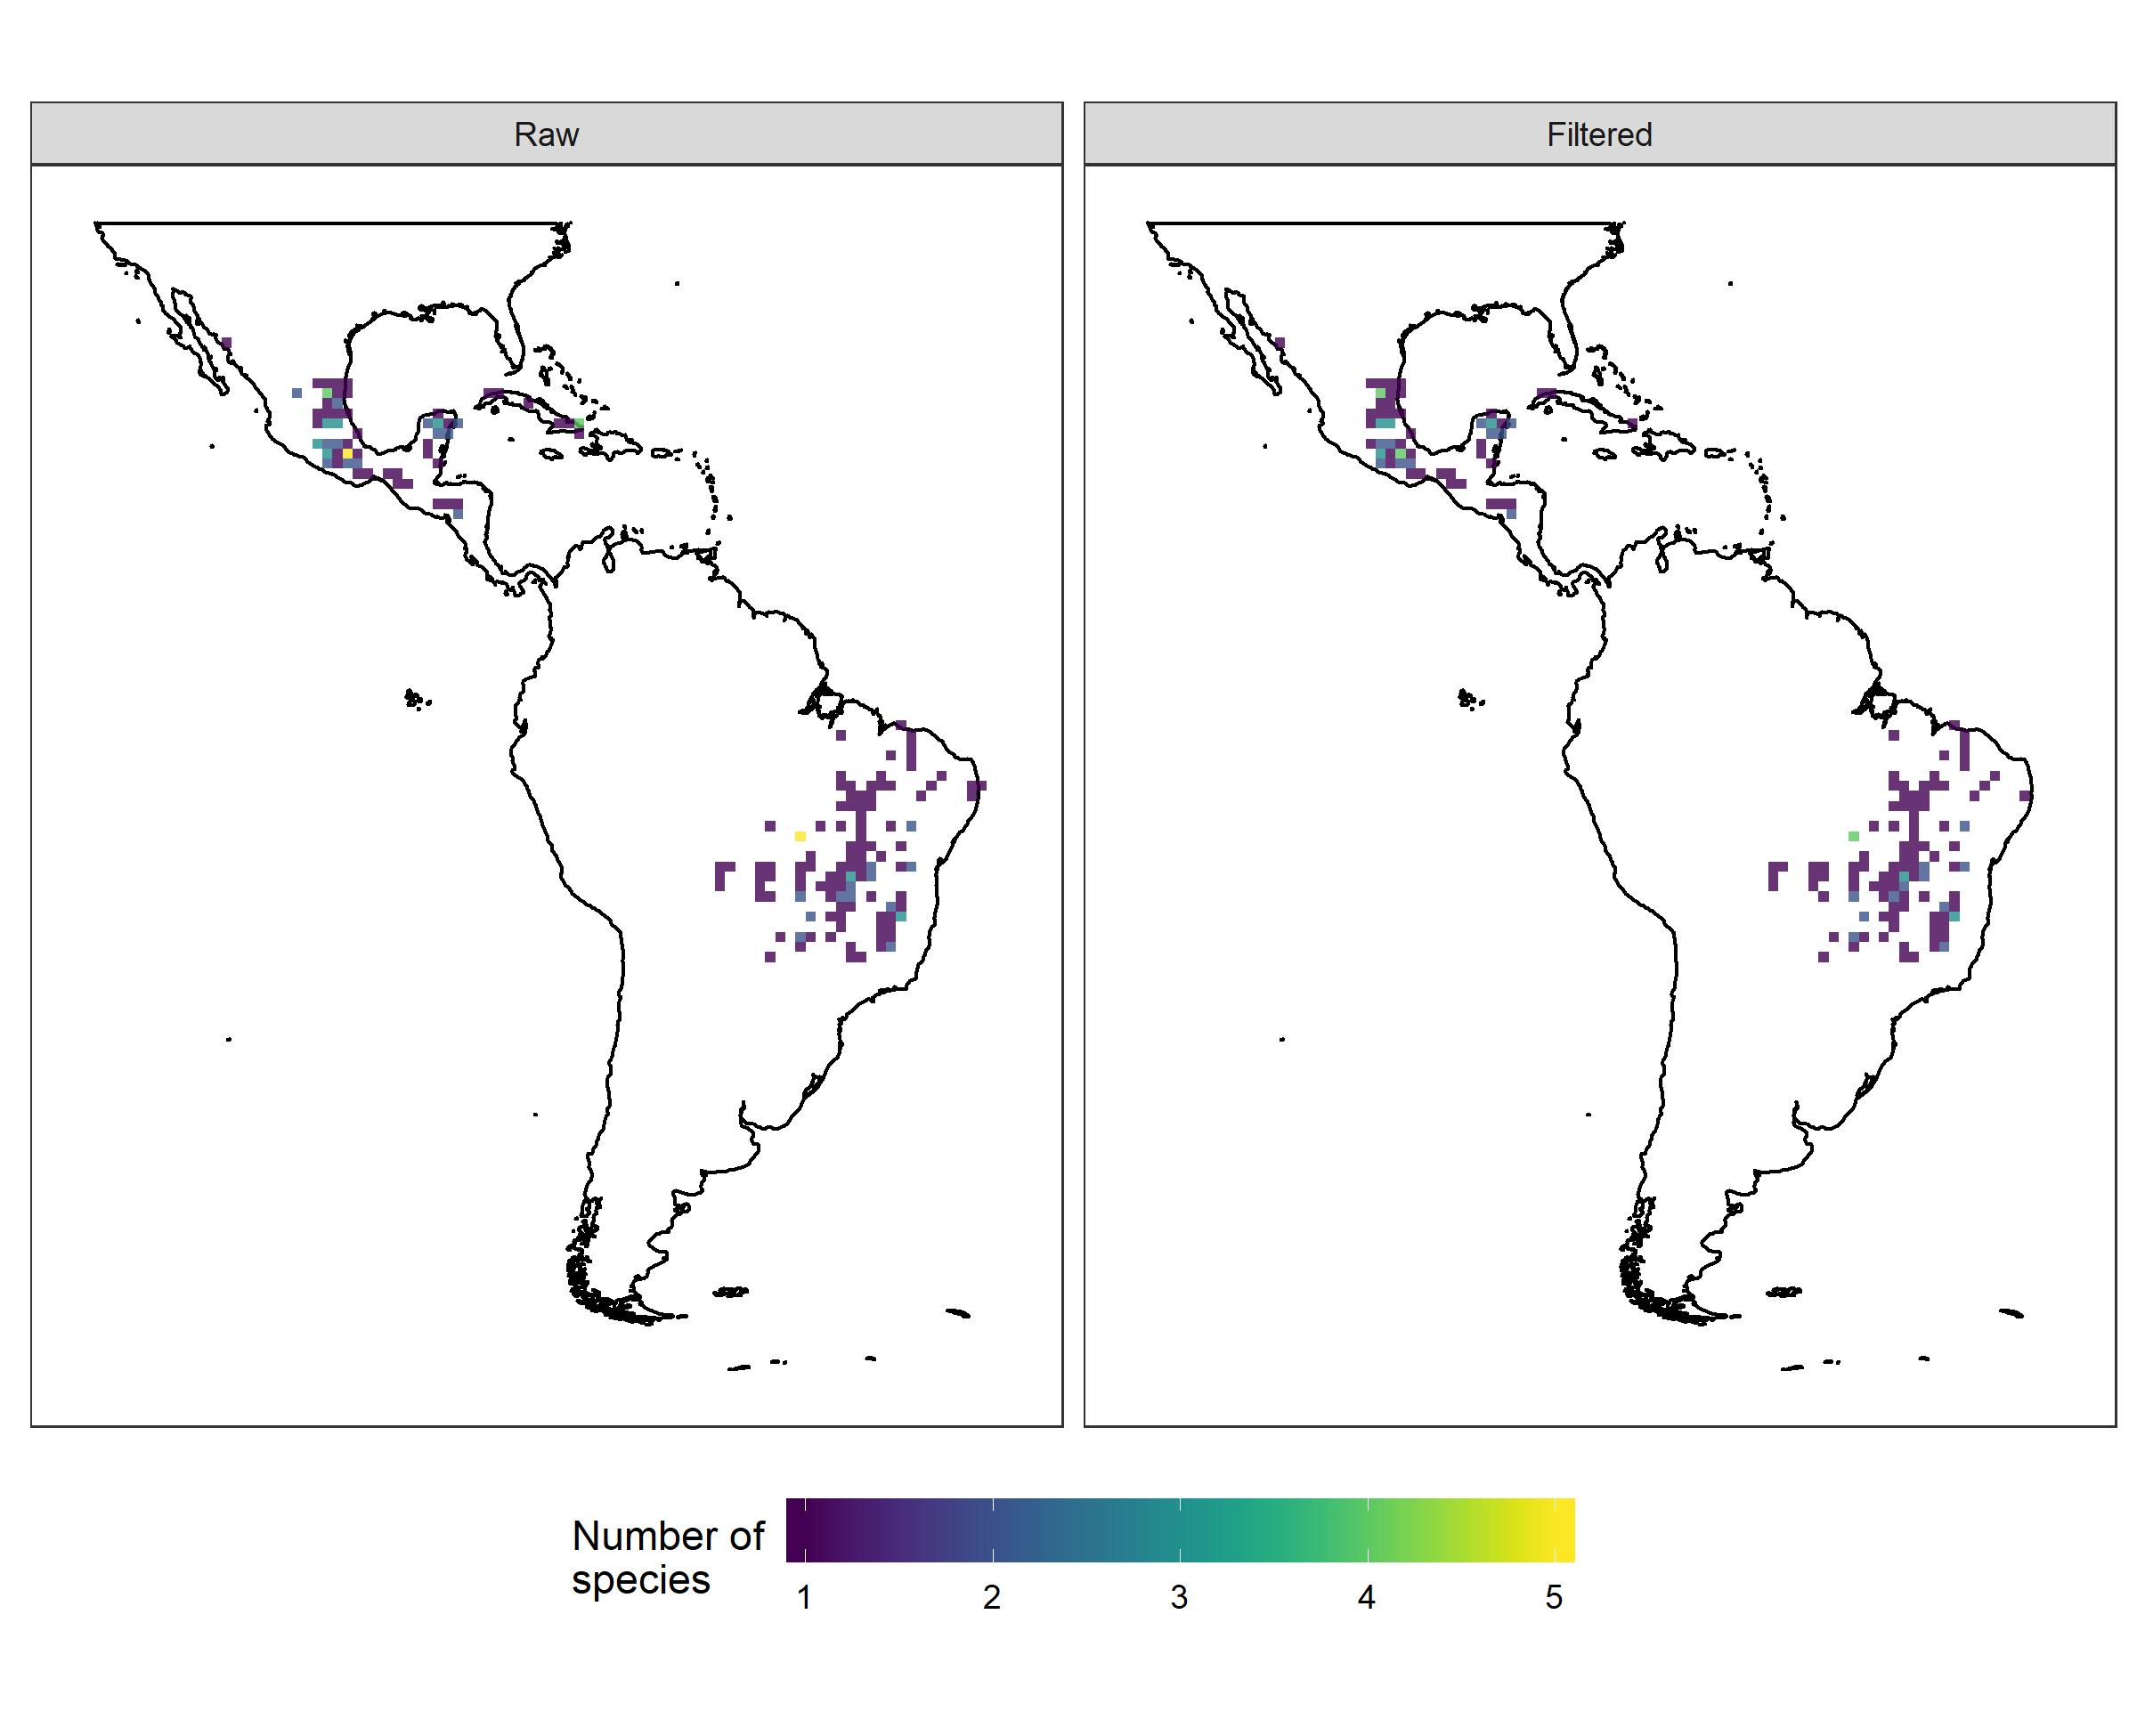 Raw
Filtered
Number of
species
1 2 3 4 5